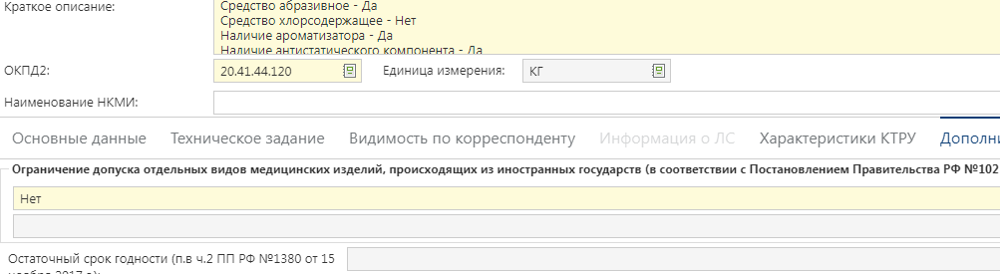 Краткое описание:
Средство абразивное - Да
Средство хлорсодержащее - Нет
Наличие ароматизатора - Да
Наличие антистатического компонента - Да
ОКПД2: 20.41.44.120 Единица измерения: КГ
Наименование НКМИ:
Основные данные Техническое задание Видимость по корреспонденту Информация о ЛС Характеристики КТРУ Дополни
Ограничение допуска отдельных видов медицинских изделий, происходящих из иностранных государств (в соответствии с Постановлением Правительства РФ №102
Нет
Остаточный срок годности (п.в ч.2 ПП РФ №1380 от 15
ноября 2017 г.):